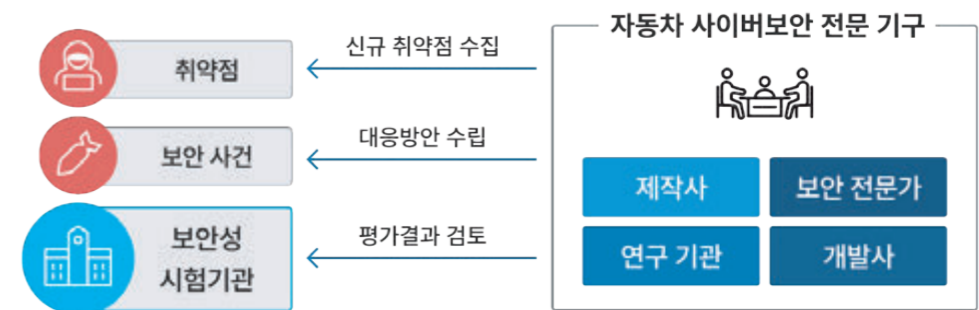 자동차 사이버보안 전문 기구
취약점
신규 취약점 수집
보안 사건
대응방안 수립
보안성
시험기관
평가결과 검토
제작사
보안 전문가
연구 기관
개발사